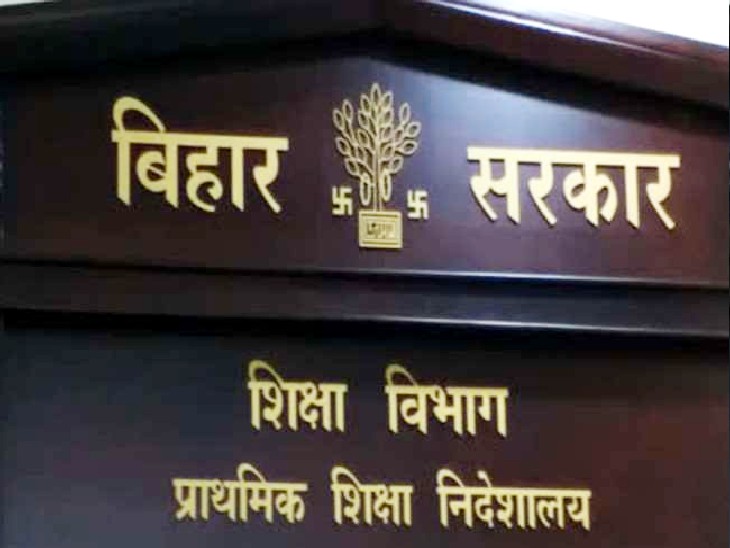 बिहार सरकार
शिक्षा विभाग
प्राथमिक शिक्षा निदेशालय